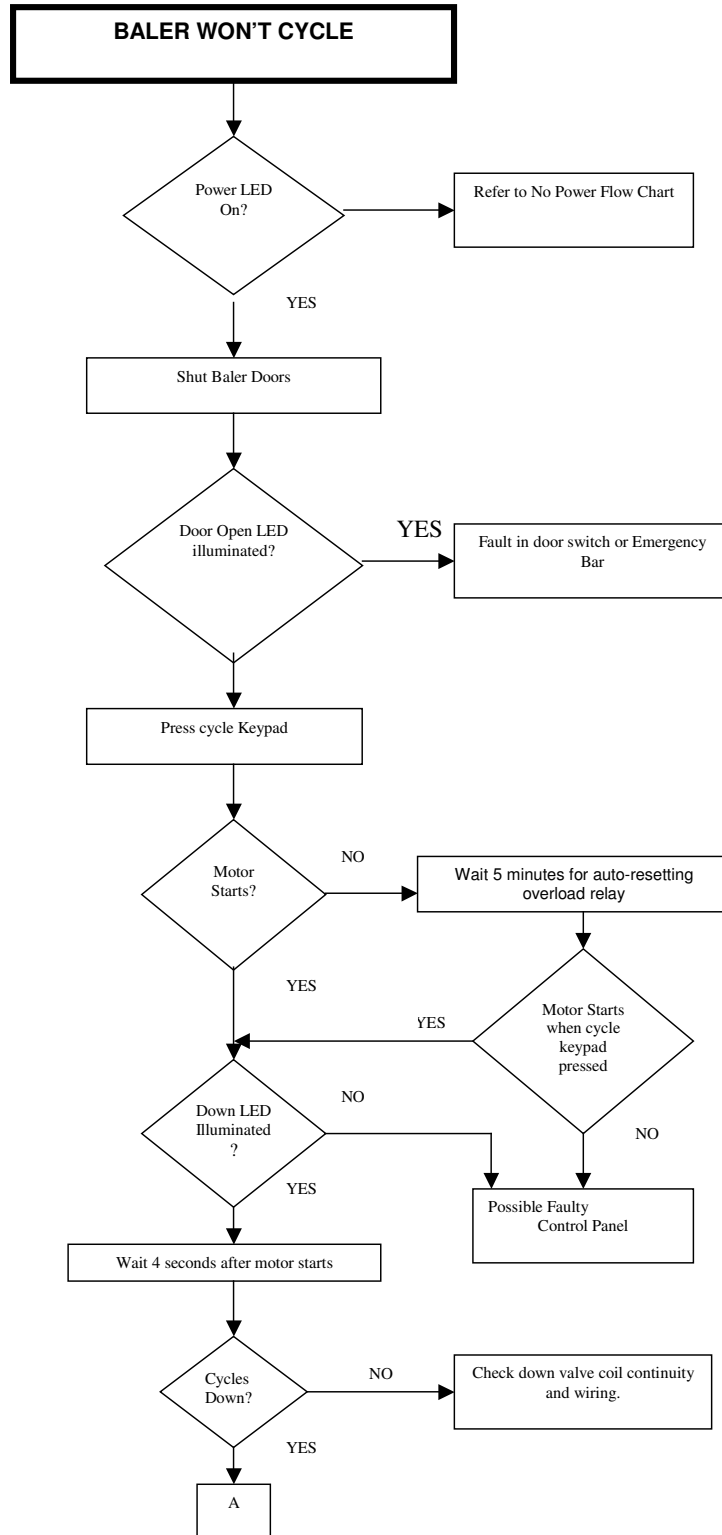 BALER WON'T CYCLE
Power LED
On?
Refer to No Power Flow Chart
YES
Shut Baler Doors
Door Open LED
illuminated?
YES
Fault in door switch or Emergency
Bar
Press cycle Keypad
Motor
Starts?
NO
Wait 5 minutes for auto-resetting
overload relay
YES
Motor Starts
when cycle
keypad
pressed
YES
NO
Down LED
Illuminated
?
NO
YES
Possible Faulty
Control Panel
Wait 4 seconds after motor starts
Cycles
Down?
NO
Check down valve coil continuity
and wiring.
YES
A